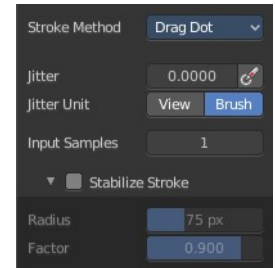 Stroke Method Drag Dot
Jitter 0.0000
Jitter Unit View Brush
Input Samples 1
Stabilize Stroke
Radius 75 px
Factor 0.900